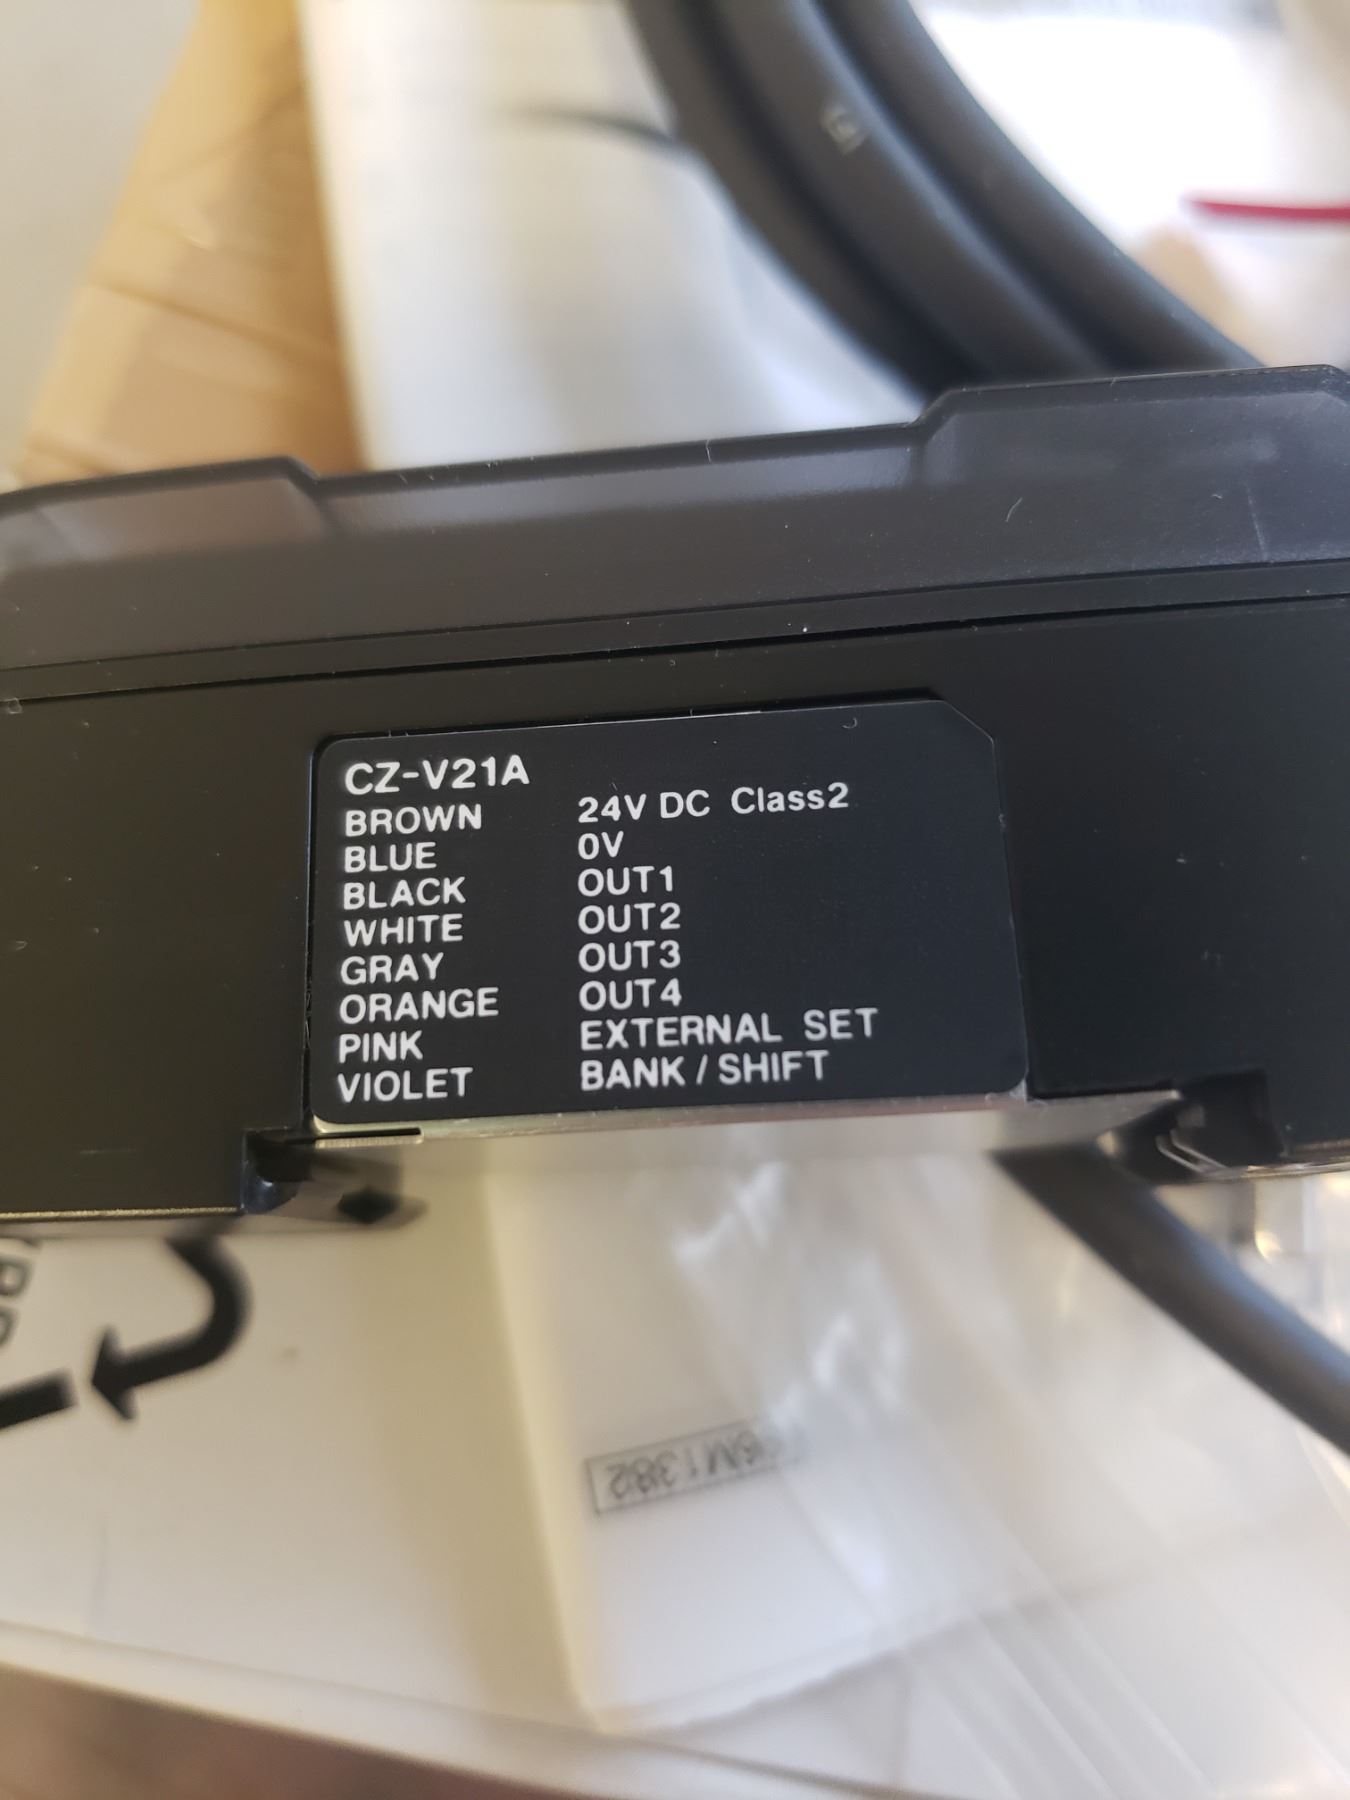 CZ-V21A
BROWN 24V DC Class2
BLUE 0V
BLACK OUT1
WHITE OUT2
GRAY OUT3
ORANGE OUT4
PINK EXTERNAL SET
VIOLET BANK / SHIFT
6M1382